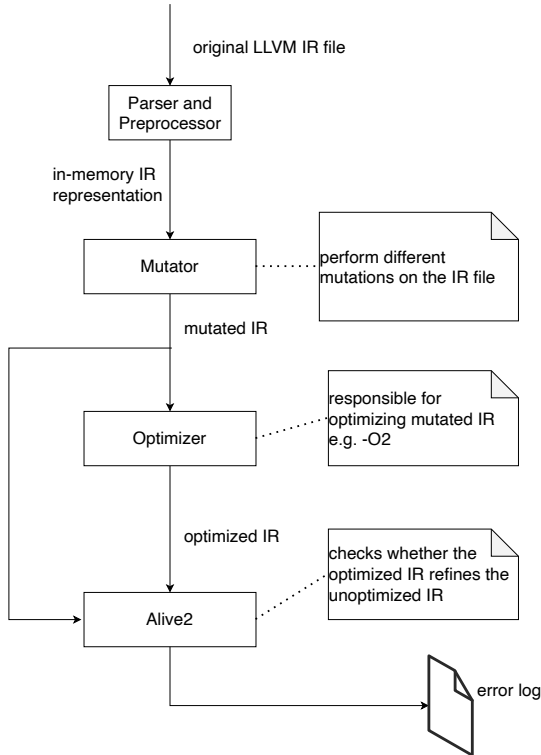 original LLVM IR file
Parser and
Preprocessor
in-memory IR
representation
Mutator
perform different
mutations on the IR file
mutated IR
responsible for
optimizing mutated IR
e.g. -O2
Optimizer
optimized IR
checks whether the
optimized IR refines the
unoptimized IR
Alive2
error log